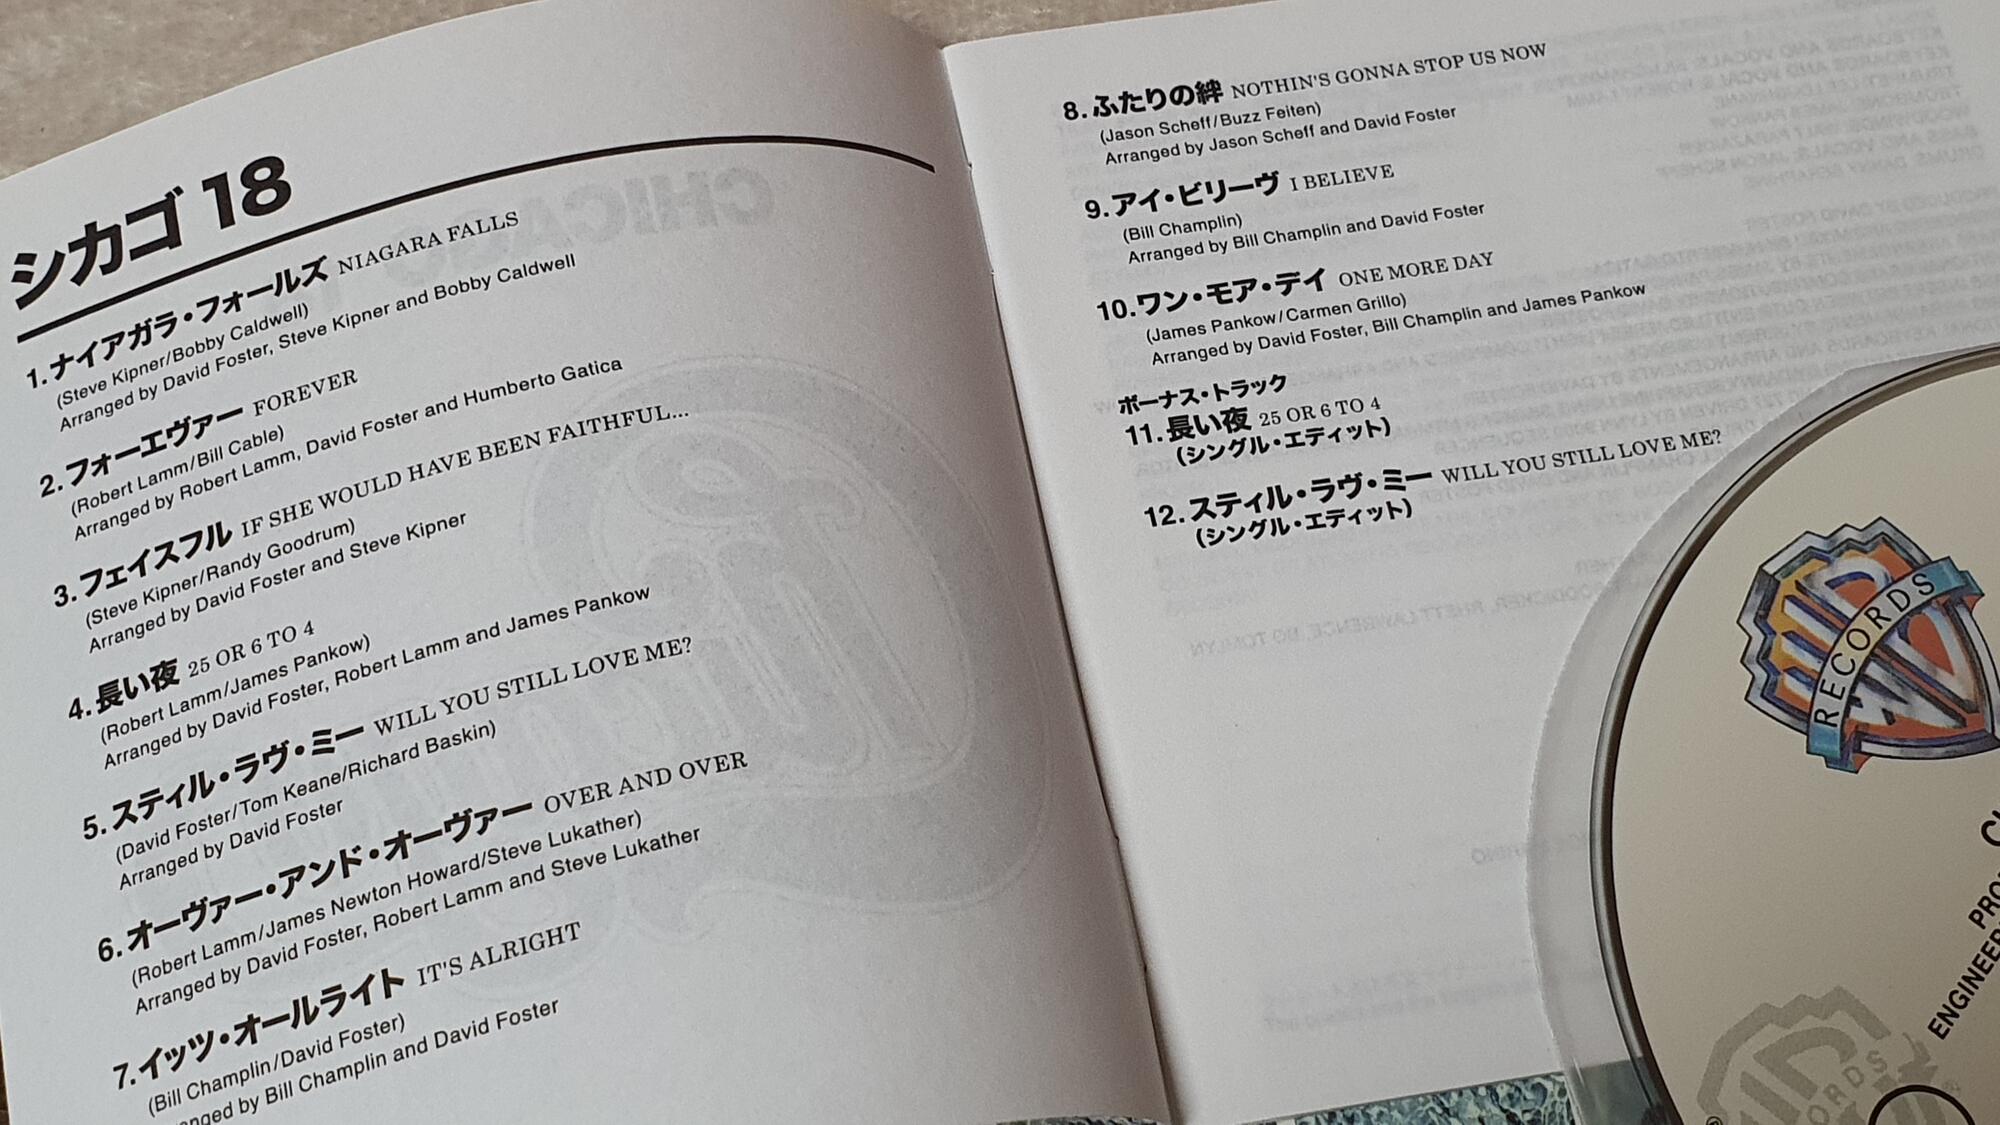 シカゴ 18
1. ナイアガラ・フォールズ NIAGARA FALLS
(Steve Kipner/Bobby Caldwell)
Arranged by David Foster, Steve Kipner and Bobby Caldwell
2. フォーエヴァー FOREVER
(Robert Lamm/Bill Cable)
Arranged by Robert Lamm, David Foster and Humberto Gatica
3. フェイスフル IF SHE WOULD HAVE BEEN FAITHFUL...
(Steve Kipner/Randy Goodrum)
Arranged by David Foster and Steve Kipner
4. 長い夜 25 OR 6 TO 4
(Robert Lamm/James Pankow)
Arranged by David Foster, Robert Lamm and James Pankow
5. スティル・ラヴ・ミー WILL YOU STILL LOVE ME?
(David Foster/Tom Keane/Richard Baskin)
Arranged by David Foster
6. オーヴァー・アンド・オーヴァー OVER AND OVER
(Robert Lamm/James Newton Howard/Steve Lukather)
Arranged by David Foster, Robert Lamm and Steve Lukather
7. イッツ・オールライト IT'S ALRIGHT
(Bill Champlin/David Foster)
by Bill Champlin and David Foster
8. ふたりの絆 NOTHIN'S GONNA STOP US NOW
(Jason Scheff/Buzz Feiten)
Arranged by Jason Scheff and David Foster
9. アイ・ビリーヴ I BELIEVE
(Bill Champlin)
Arranged by Bill Champlin and David Foster
10. ワン・モア・デイ ONE MORE DAY
(James Pankow/Carmen Grillo)
Arranged by David Foster, Bill Champlin and James Pankow
ボーナス・トラック
11. 長い夜 25 OR 6 TO 4
(シングル・エディット)
12. スティル・ラヴ・ミー WILL YOU STILL LOVE ME?
(シングル・エディット)
RECORDS